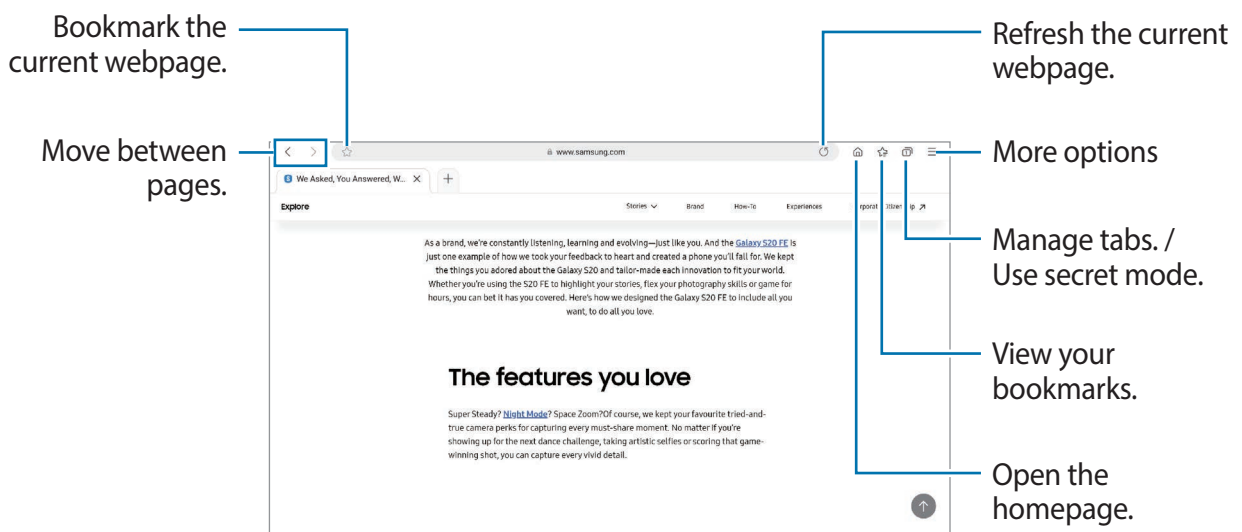 Bookmark the
current webpage.
Refresh the current
webpage.
Move between
pages.
www.samsung.com
More options
We Asked, You Answered, W...
Explore
Stories
Brand
How-To
Experiences
Manage tabs. /
Use secret mode.
As a brand, we're constantly listening, learning and evolving—just like you. And the Galaxy S20 FE is
just one example of how we took your feedback to heart and created a phone you'll fall for. We kept
the things you adored about the Galaxy S20 and tailor-made each innovation to fit your world.
Whether you're using the S20 FE to highlight your stories, flex your photography skills or game for
hours, you can bet it has you covered. Here's how we designed the Galaxy S20 FE to include all you
want, to do all you love.
View your
bookmarks.
The features you love
Super Steady? Night Mode? Space Zoom?Of course, we kept your favourite tried-and-
true camera perks for capturing every must-share moment. No matter if you're
showing up for the next dance challenge, taking artistic selfies or scoring that game-
winning shot, you can capture every vivid detail.
Open the
homepage.